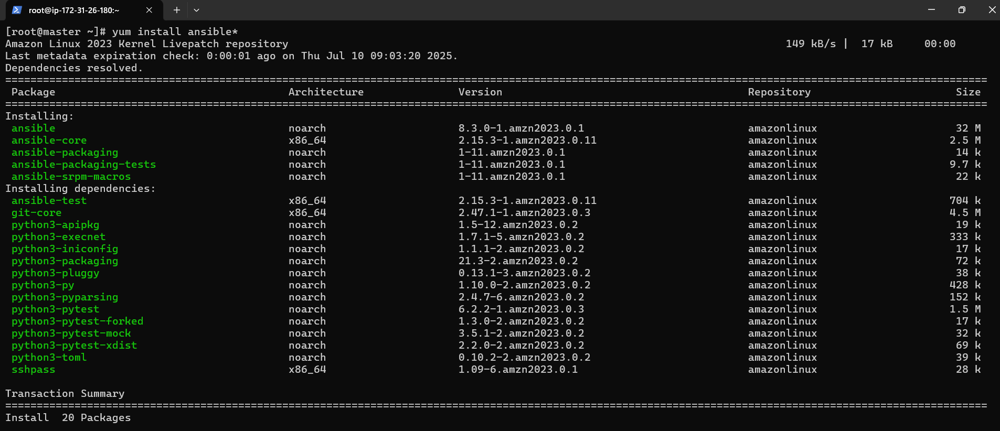 root@ip-172-31-26-180:~
[root@master ~]# yum install ansible*
Amazon Linux 2023 Kernel Livepatch repository 149 kB/s | 17 kB 00:00
Last metadata expiration check: 0:00:01 ago on Thu Jul 10 09:03:20 2025.
Dependencies resolved.
============================================================================================================================================================
Package Architecture Version Repository Size
============================================================================================================================================================
Installing:
ansible noarch 8.3.0-1.amzn2023.0.1 amazonlinux 32 M
ansible-core x86_64 2.15.3-1.amzn2023.0.11 amazonlinux 2.5 M
ansible-packaging noarch 1-11.amzn2023.0.1 amazonlinux 14 k
ansible-packaging-tests noarch 1-11.amzn2023.0.1 amazonlinux 9.7 k
ansible-srpm-macros noarch 1-11.amzn2023.0.1 amazonlinux 22 k
Installing dependencies:
ansible-test x86_64 2.15.3-1.amzn2023.0.11 amazonlinux 704 k
git-core x86_64 2.47.1-1.amzn2023.0.3 amazonlinux 4.5 M
python3-apipkg noarch 1.5-12.amzn2023.0.2 amazonlinux 19 k
python3-execnet noarch 1.7.1-5.amzn2023.0.2 amazonlinux 333 k
python3-iniconfig noarch 1.1.1-2.amzn2023.0.2 amazonlinux 17 k
python3-packaging noarch 21.3-2.amzn2023.0.2 amazonlinux 72 k
python3-pluggy noarch 0.13.1-3.amzn2023.0.2 amazonlinux 38 k
python3-py noarch 1.10.0-2.amzn2023.0.2 amazonlinux 428 k
python3-pyparsing noarch 2.4.7-6.amzn2023.0.2 amazonlinux 152 k
python3-pytest noarch 6.2.2-1.amzn2023.0.3 amazonlinux 1.5 M
python3-pytest-forked noarch 1.3.0-2.amzn2023.0.2 amazonlinux 17 k
python3-pytest-mock noarch 3.5.1-2.amzn2023.0.2 amazonlinux 32 k
python3-pytest-xdist noarch 2.2.0-2.amzn2023.0.2 amazonlinux 69 k
python3-toml noarch 0.10.2-2.amzn2023.0.2 amazonlinux 39 k
sshpass x86_64 1.09-6.amzn2023.0.1 amazonlinux 28 k
Transaction Summary
============================================================================================================================================================
Install 20 Packages